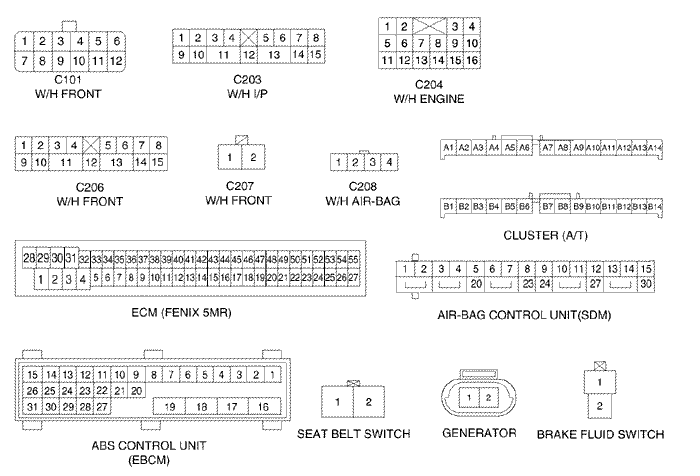 1 2 3 4 5 6
7 8 9 10 11 12
C101
W/H FRONT
1 2 3 4 5 6 7 8
9 10 11 12 13 14 15
C203
W/H I/P
1 2 3 4
5 6 7 8 9 10
11 12 13 14 15 16
C204
W/H ENGINE
1 2 3 4 5 6 7 8
9 10 11 12 13 14 15
C206
W/H FRONT
1 2
C207
W/H FRONT
1 2 3 4
C208
W/H AIR-BAG
A1 A2 A3 A4 A5 A6 A7 A8 A9 A10 A11 A12 A13 A14
B1 B2 B3 B4 B5 B6 B7 B8 B9 B10 B11 B12 B13 B14
CLUSTER (A/T)
28 29 30 31 32 33 34 35 36 37 38 39 40 41 42 43 44 45 46 47 48 49 50 51 52 53 54 55
1 2 3 4 5 6 7 8 9 10 11 12 13 14 15 16 17 18 19 20 21 22 23 24 25 26 27
ECM (FENIX 5MR)
1 2 3 4 5 6 7 8 9 10 11 12 13 14 15
20 23 24 27 30
AIR-BAG CONTROL UNIT(SDM)
15 14 13 12 11 10 9 8 7 6 5 4 3 2 1
26 25 24 23 22 21 20
31 30 29 28 27 19 18 17 16
ABS CONTROL UNIT
(EBCM)
1 2
SEAT BELT SWITCH
1 2
GENERATOR
1
2
BRAKE FLUID SWITCH